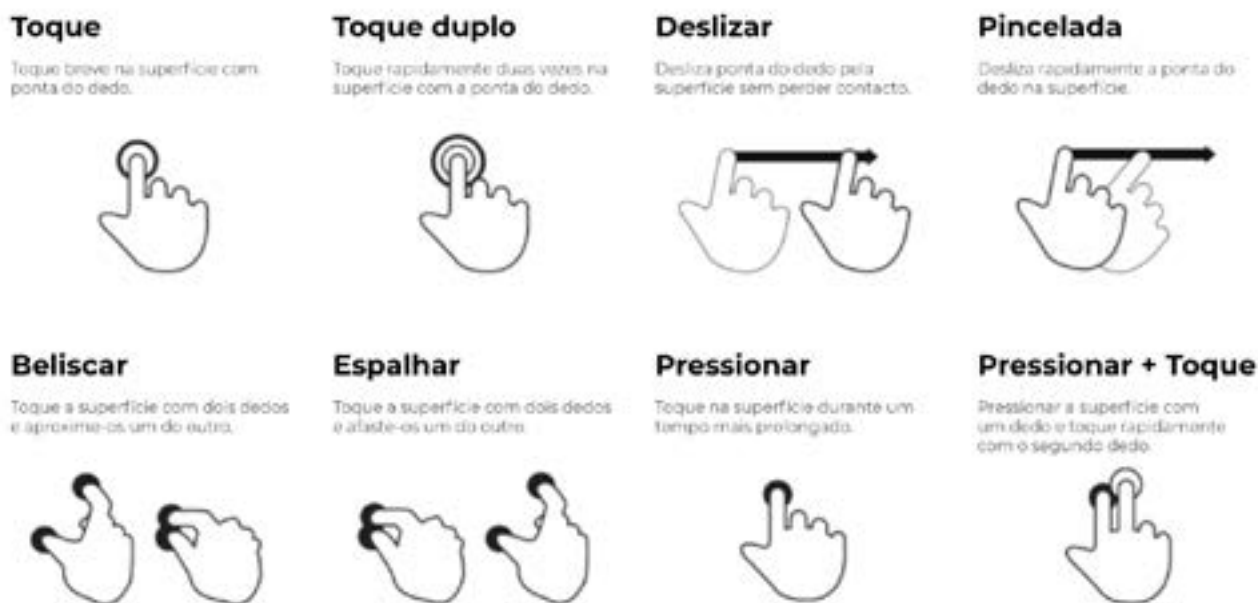 Toque
Toque breve na superfície com
ponta do dedo.
Toque duplo
Toque rapidamente duas vezes na
superfície com a ponta do dedo.
Deslizar
Desliza ponta do dedo pela
superfície sem perder contacto.
Pincelada
Desliza rapidamente a ponta do
dedo na superfície.
Beliscar
Toque a superfície com dois dedos
e aproxime-os um do outro.
Espalhar
Toque a superfície com dois dedos
e afaste-os um do outro.
Pressionar
Toque na superfície durante um
tempo mais prolongado.
Pressionar + Toque
Pressionar a superfície com
um dedo e toque rapidamente
com o segundo dedo.